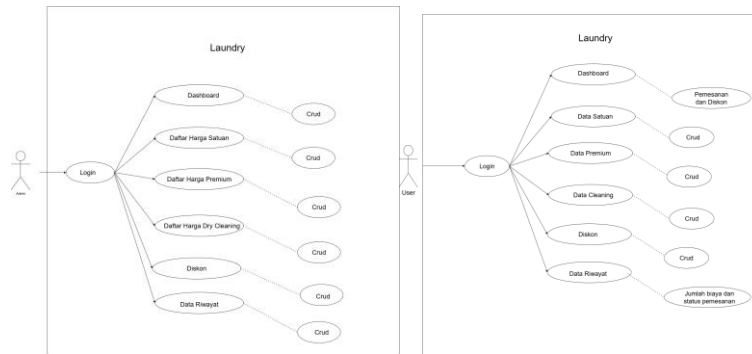 Laundry
Dashboard
Crud
Daftar Harga Satuan
Crud
Login
Daftar Harga Premium
Crud
Daftar Harga Dry Cleaning
Crud
Diskon
Crud
Data Riwayat
Crud
Laundry
Dashboard
Pemesanan
dan Diskon
Data Satuan
Crud
User
Login
Data Premium
Crud
Data Cleaning
Crud
Diskon
Crud
Data Riwayat
Jumlah biaya dan
status pemesanan